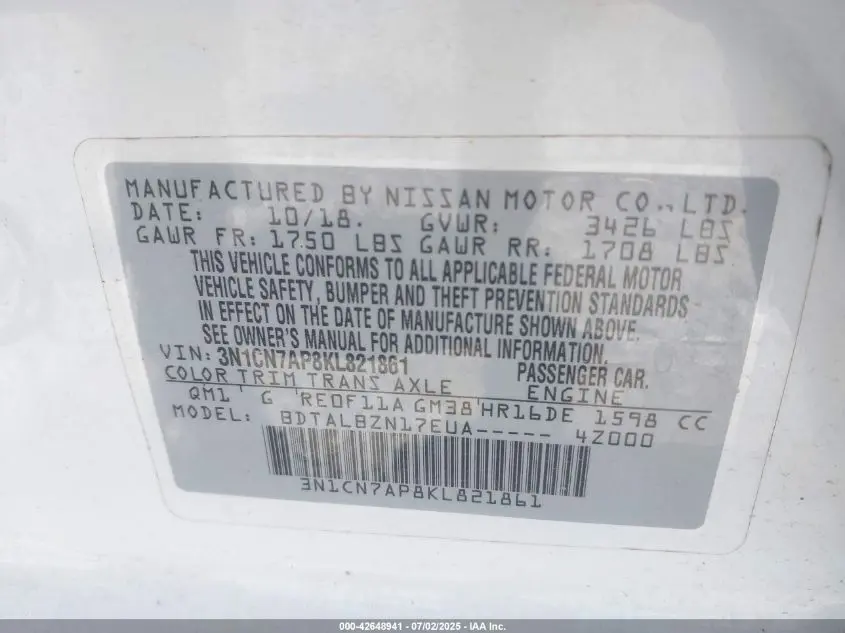 MANUFACTURED BY NISSAN MOTOR CO., LTD.
DATE: 10/18. GVWR: 3426 LBS
GAWR FR: 1750 LBS GAWR RR: 1708 LBS
THIS VEHICLE CONFORMS TO ALL APPLICABLE FEDERAL MOTOR
VEHICLE SAFETY, BUMPER AND THEFT PREVENTION STANDARDS
IN EFFECT ON THE DATE OF MANUFACTURE SHOWN ABOVE.
SEE OWNER'S MANUAL FOR ADDITIONAL INFORMATION.
VIN: 3N1CN7AP8KL821861 PASSENGER CAR.
COLOR TRIM TRANS AXLE ENGINE
QM1 G RE0F11A GM38 HR16DE 1598 CC
MODEL: BDTALBZN17EUA----- 4Z000
3N1CN7AP8KL821861
000-42648941 / 07/02/2025 - IAA Inc.